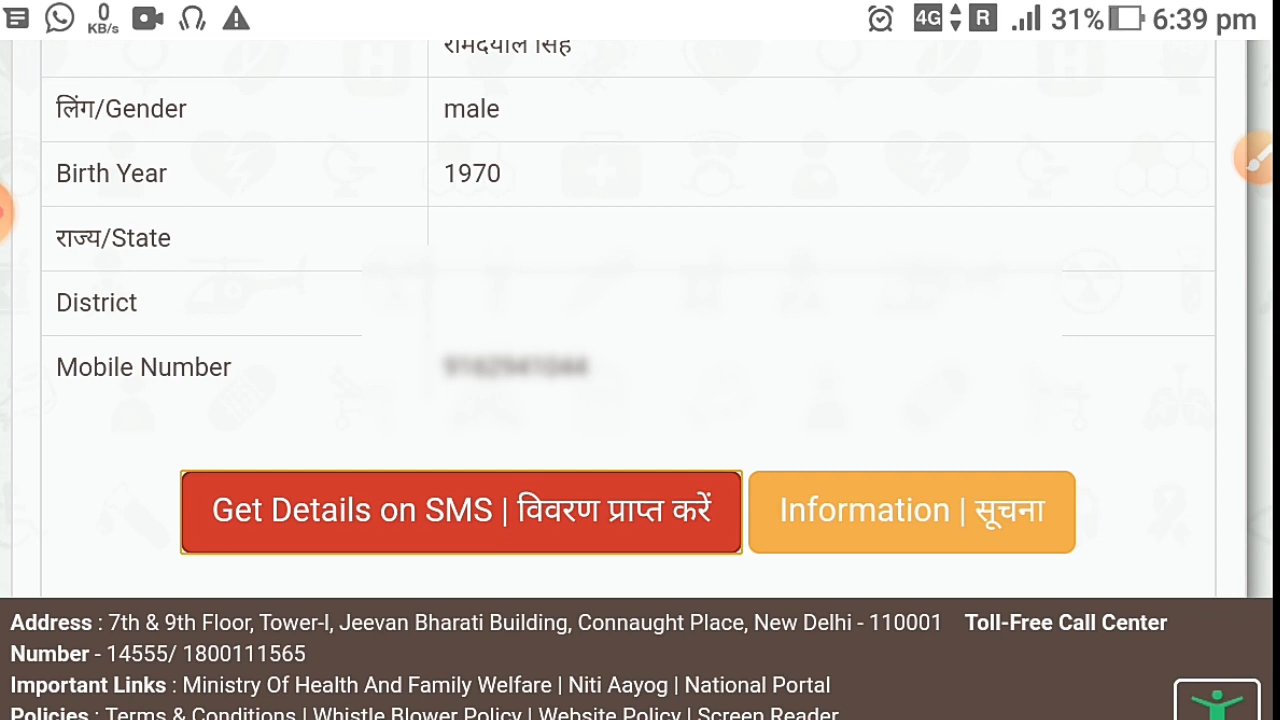 0
KB/s
4G R 31% 6:39 pm
रामदयाल सिंह
लिंग/Gender male
Birth Year 1970
राज्य/State
District
Mobile Number
Get Details on SMS | विवरण प्राप्त करें Information | सूचना
Address : 7th & 9th Floor, Tower-I, Jeevan Bharati Building, Connaught Place, New Delhi - 110001 Toll-Free Call Center
Number - 14555/ 1800111565
Important Links : Ministry Of Health And Family Welfare | Niti Aayog | National Portal
Policies : Terms & Conditions | Whistle Blower Policy | Website Policy | Screen Reader